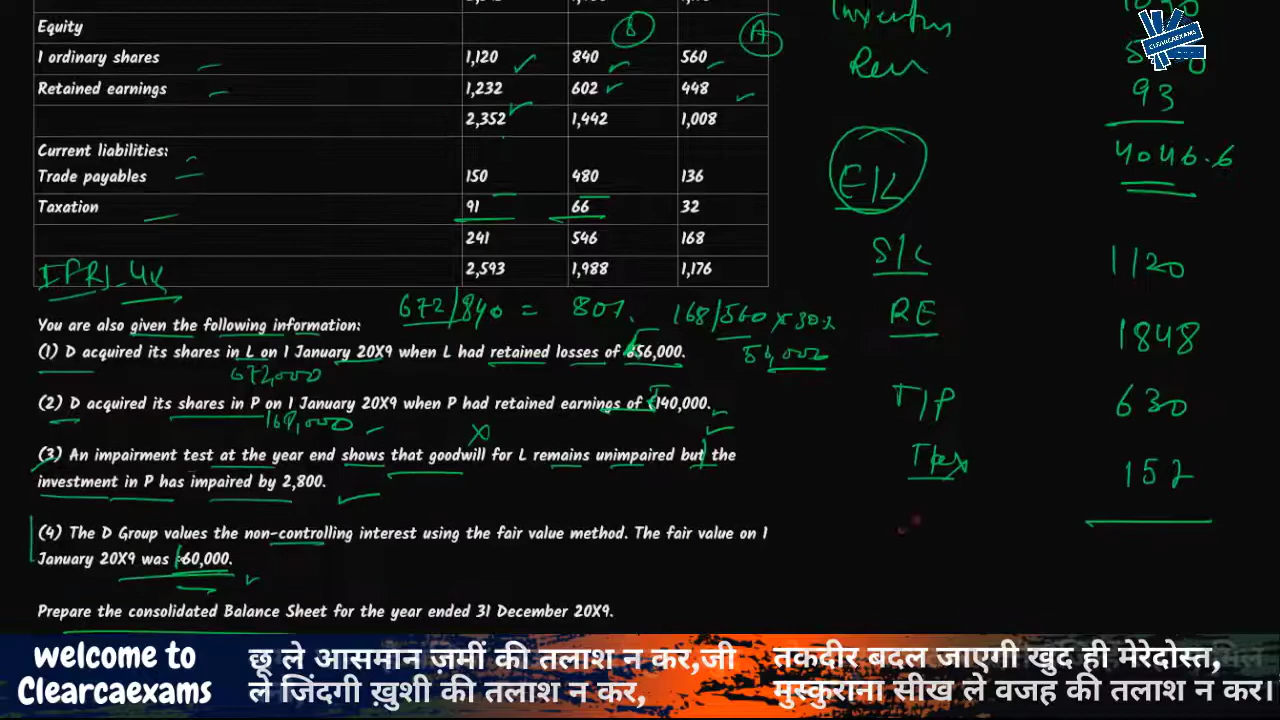 Equity
B
A
1 ordinary shares 1,120 840 560
Retained earnings 1,232 602 448
2,352 1,442 1,008
Current liabilities:
Trade payables 150 480 136
Taxation 91 66 32
241 546 168
2,593 1,988 1,176
672/840 = 80%. 168/560 × 30%
You are also given the following information:
(1) D acquired its shares in L on 1 January 20X9 when L had retained losses of 56,000.
672,000
(2) D acquired its shares in P on 1 January 20X9 when P had retained earnings of 140,000.
168,000
(3) An impairment test at the year end shows that goodwill for L remains unimpaired but the
investment in P has impaired by 2,800.
(4) The D Group values the non-controlling interest using the fair value method. The fair value on 1
January 20X9 was 160,000.
Prepare the consolidated Balance Sheet for the year ended 31 December 20X9.
CLEARCAEXAMS
93
4046.6
E/L
S/C 1120
RE 1848
T/P 630
Tax 157
welcome to
Clearcaexams
छू ले आसमान ज़मीं की तलाश न कर,जी
ले जिंदगी ख़ुशी की तलाश न कर,
तकदीर बदल जाएगी खुद ही मेरेदोस्त,
मुस्कुराना सीख ले वजह की तलाश न कर।